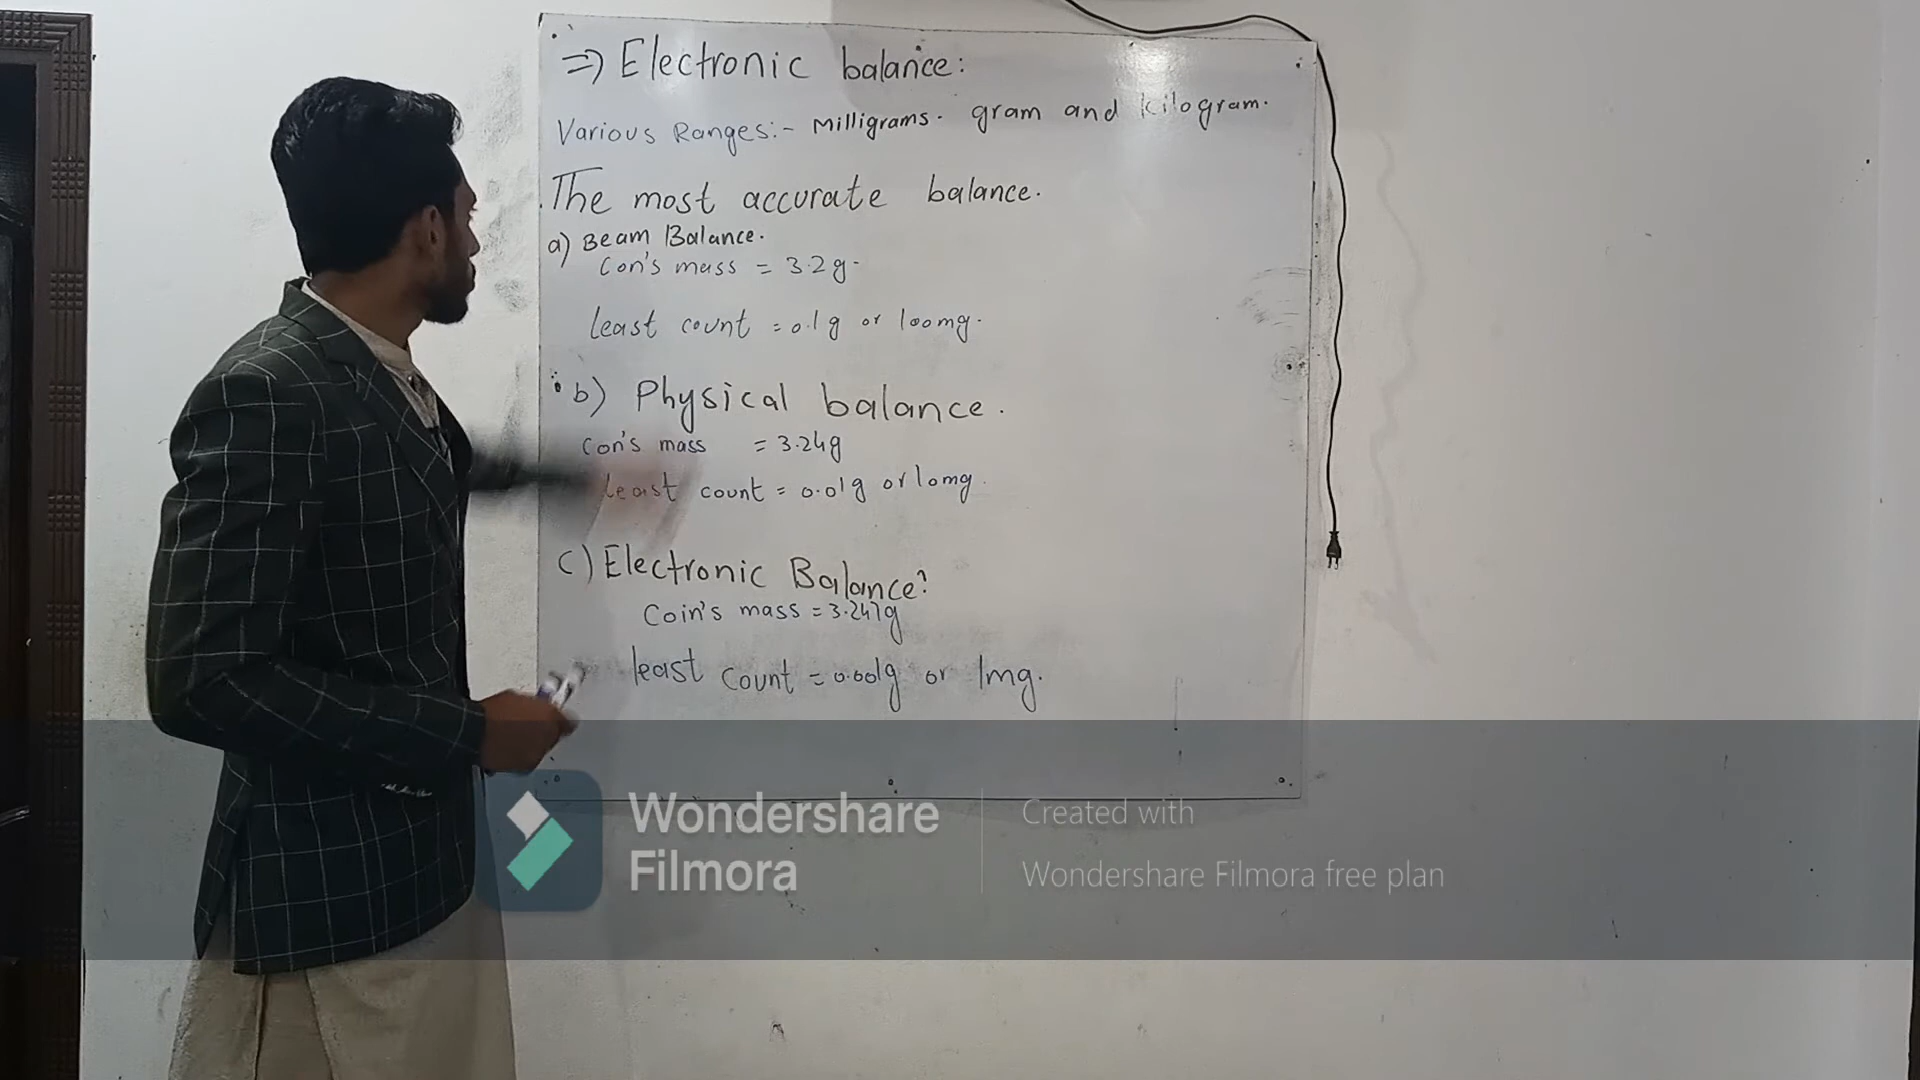 ⇒ Electronic balance:
Various Ranges:- Milligrams. gram and kilogram.
The most accurate balance.
a) Beam Balance.
Con's mass = 3.2g.
least count = 0.1g or 100mg.
b) Physical balance.
Con's mass = 3.24g
least count = 0.01g or 10mg.
C) Electronic Balance?
Coin's mass = 3.247g
least count = 0.001g or 1mg.
Wondershare Filmora
Created with
Wondershare Filmora free plan